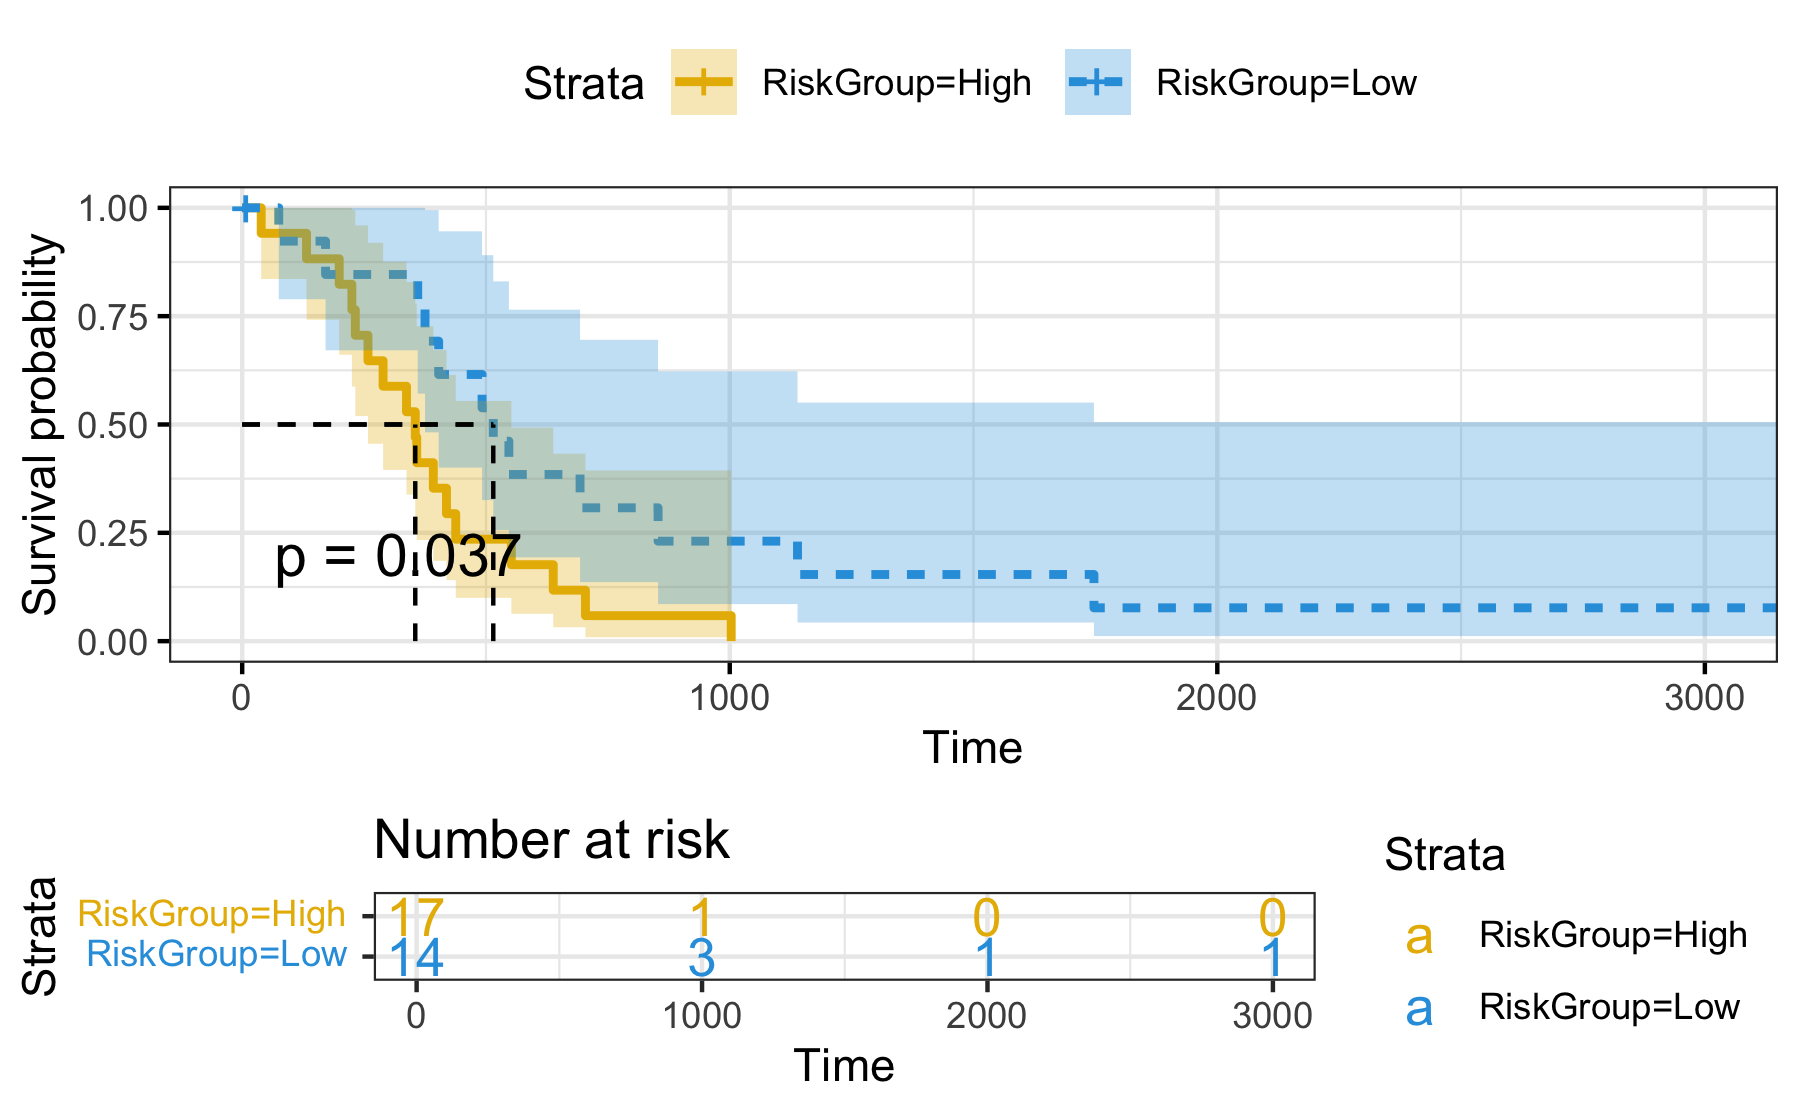 Strata RiskGroup=High RiskGroup=Low
Survival probability
1.00
0.75
0.50
0.25
0.00
p = 0.037
0 1000 2000 3000
Time
Number at risk
Strata
RiskGroup=High 17 1 0 0
RiskGroup=Low 14 3 1 1
0 1000 2000 3000
Time
Strata
a RiskGroup=High
a RiskGroup=Low